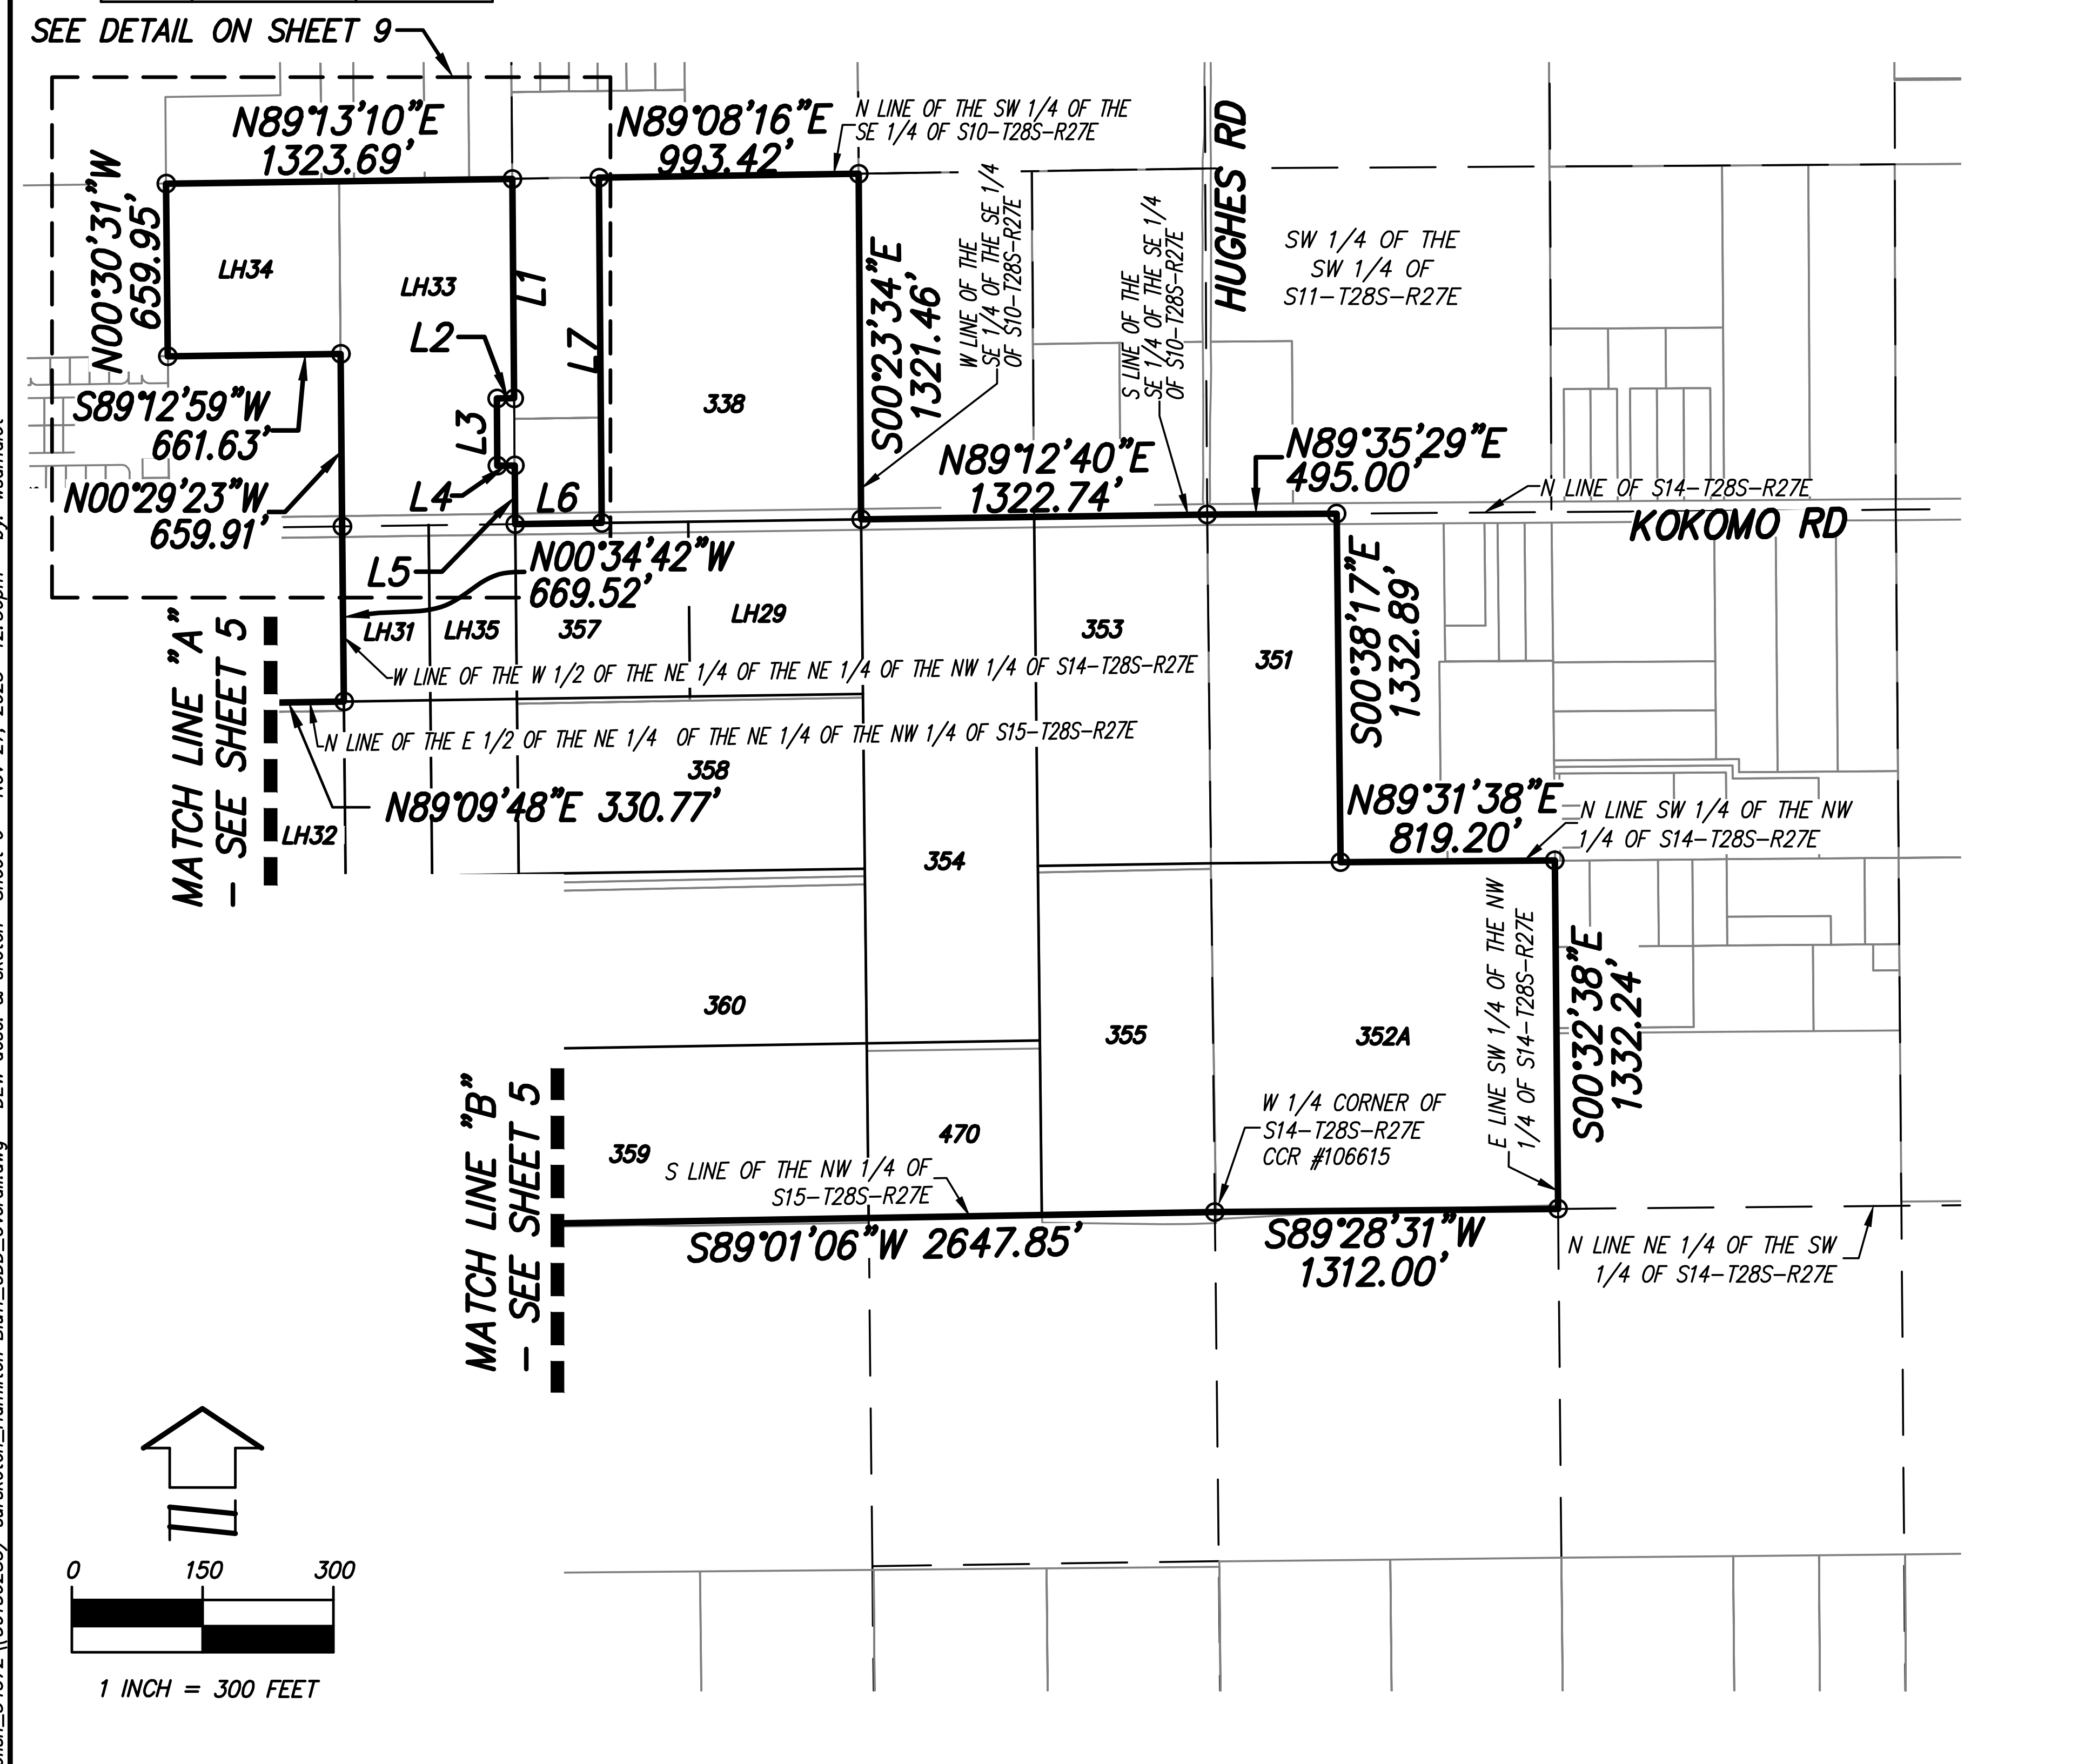 SEE DETAIL ON SHEET 9
N89°13'10"E
1323.69'
N89°08'16"E
993.42'
N LINE OF THE SW 1/4 OF THE
SE 1/4 OF S10-T28S-R27E
HUGHES RD
N00°30'31"W
659.95'
LH34
LH33
L1
L2
L7
L3
338
S00°23'34"E
1321.46'
W LINE OF THE
SE 1/4 OF THE SE 1/4
OF S10-T28S-R27E
S LINE OF THE
SE 1/4 OF THE SE 1/4
OF S10-T28S-R27E
SW 1/4 OF THE
SW 1/4 OF
S11-T28S-R27E
S89°12'59"W
661.63'
N89°12'40"E
1322.74'
N89°35'29"E
495.00'
N LINE OF S14-T28S-R27E
KOKOMO RD
N00°29'23"W
659.91'
L4
L6
L5
N00°34'42"W
669.52'
LH31
LH35
357
LH29
353
351
S00°38'17"E
1332.89'
W LINE OF THE W 1/2 OF THE NE 1/4 OF THE NE 1/4 OF THE NW 1/4 OF S14-T28S-R27E
MATCH LINE "A"
- SEE SHEET 5
N LINE OF THE E 1/2 OF THE NE 1/4 OF THE NE 1/4 OF THE NW 1/4 OF S15-T28S-R27E
358
N89°09'48"E 330.77'
LH32
N89°31'38"E
819.20'
N LINE SW 1/4 OF THE NW
1/4 OF S14-T28S-R27E
354
E LINE SW 1/4 OF THE NW
1/4 OF S14-T28S-R27E
S00°32'38"E
1332.24'
360
355
352A
MATCH LINE "B"
- SEE SHEET 5
W 1/4 CORNER OF
S14-T28S-R27E
CCR #106615
359
470
S LINE OF THE NW 1/4 OF
S15-T28S-R27E
S89°01'06"W 2647.85'
S89°28'31"W
1312.00'
N LINE NE 1/4 OF THE SW
1/4 OF S14-T28S-R27E
0 150 300
1 INCH = 300 FEET